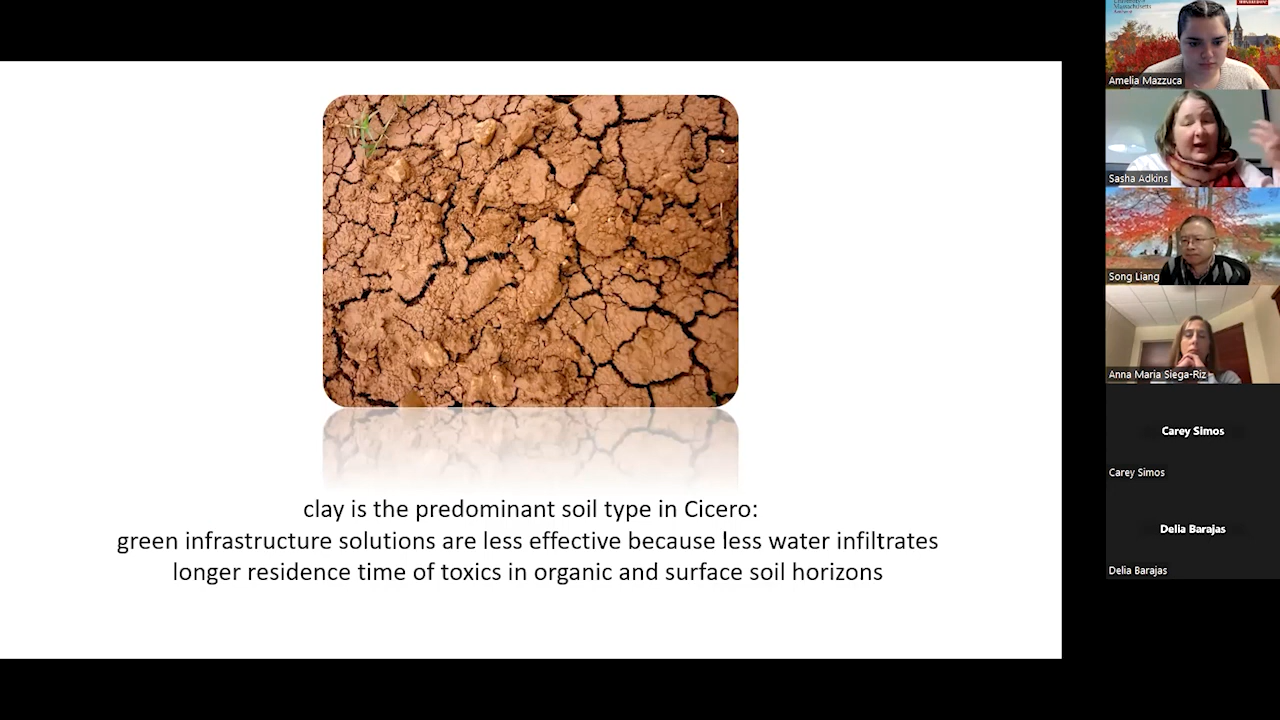 clay is the predominant soil type in Cicero:
green infrastructure solutions are less effective because less water infiltrates
longer residence time of toxics in organic and surface soil horizons
Massachusetts
Amherst
Amelia Mazzuca
Sasha Adkins
Song Liang
Anna Maria Siega-Riz
Carey Simos
Carey Simos
Delia Barajas
Delia Barajas